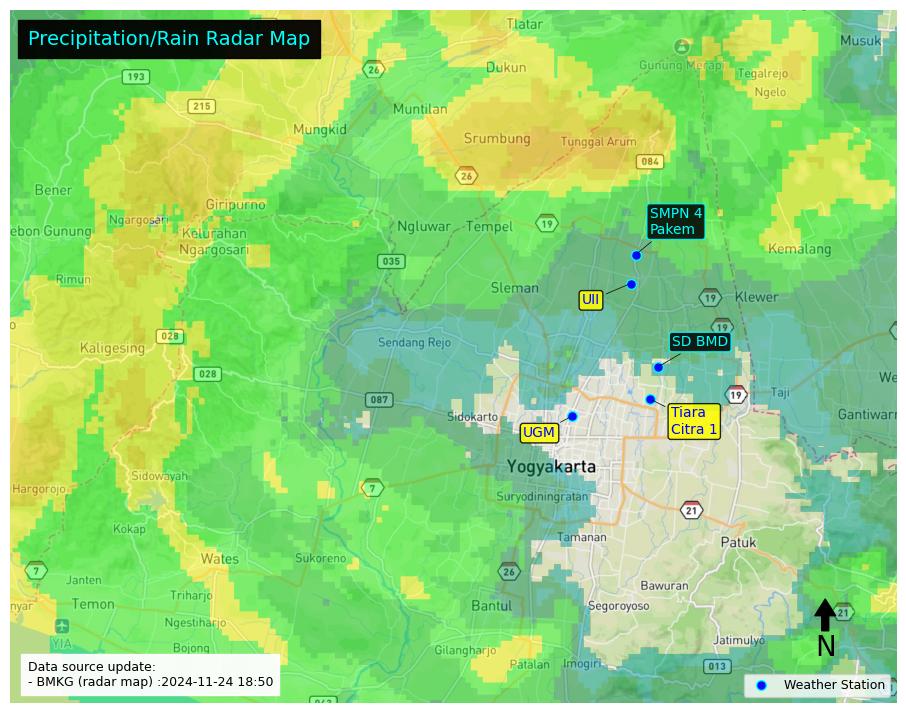 Precipitation/Rain Radar Map
Tlatar
Musuk
26
193
Dukun
Gunung Merapi
Tegalrejo
Ngelo
215
Muntilan
Mungkid
Srumbung
Tunggal Arum
084
26
Bener
Giripurno
SMPN 4
Pakem
Ngargosari
Kelurahan
Ngargosari
ebon Gunung
Ngluwar
Tempel
19
Kemalang
035
Rimun
Sleman
UII
19
Klewer
19
Kaligesing
028
Sendang Rejo
SD BMD
028
087
19
Taji
We
Sidokarto
UGM
Tiara
Citra 1
Gantiwarn
Yogyakarta
Sidowayah
Hargorojo
7
Suryodiningratan
21
Kokap
Tamanan
Patuk
Wates
Sukoreno
7
Janten
26
Bawuran
Temon
Triharjo
Bantul
Segoroyoso
21
nyar
Ngestiharjo
N
YIA
Bojong
Gilangharjo
Jatimulyo
Patalan
Imogiri
013
Data source update:
- BMKG (radar map) :2024-11-24 18:50
Weather Station